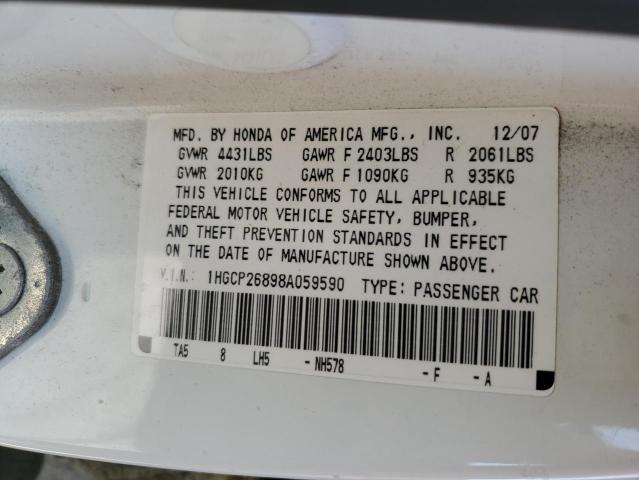 MFD. BY HONDA OF AMERICA MFG., INC. 12/07
GVWR 4431LBS GAWR F 2403LBS R 2061LBS
GVWR 2010KG GAWR F 1090KG R 935KG
THIS VEHICLE CONFORMS TO ALL APPLICABLE
FEDERAL MOTOR VEHICLE SAFETY, BUMPER,
AND THEFT PREVENTION STANDARDS IN EFFECT
ON THE DATE OF MANUFACTURE SHOWN ABOVE.
V.I.N.: 1HGCP26898A059590 TYPE: PASSENGER CAR
TA5 8 LH5 -NH578 -F -A